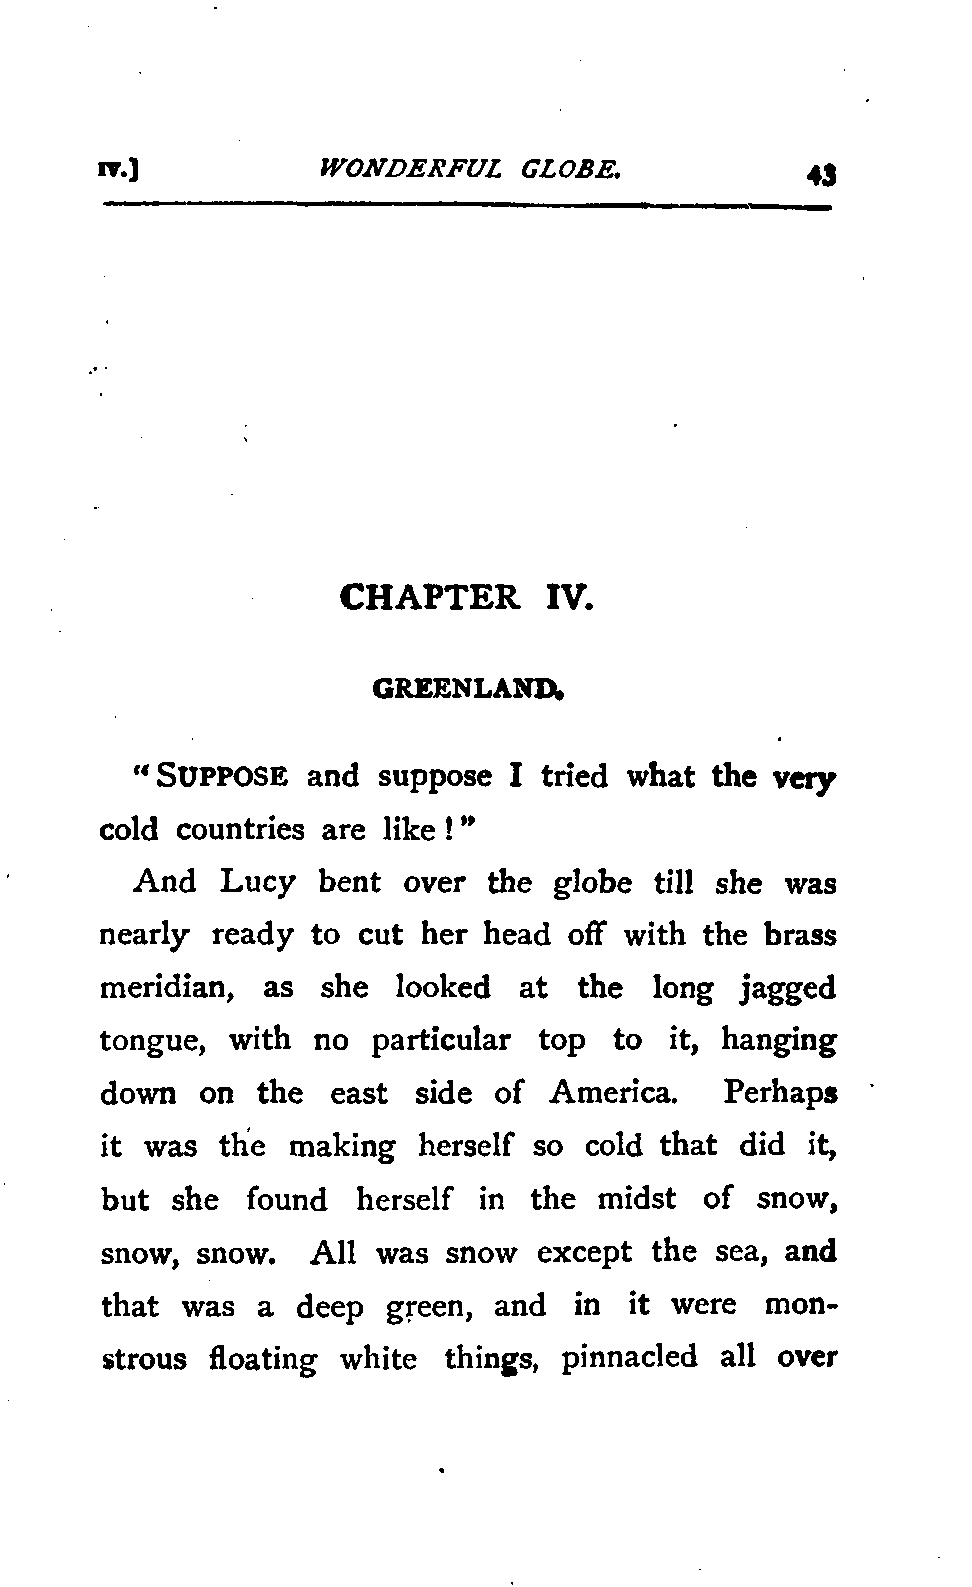 IV.] WONDERFUL GLOBE. 43
CHAPTER IV.
GREENLAND.
" SUPPOSE and suppose I tried what the very
cold countries are like ! "
And Lucy bent over the globe till she was
nearly ready to cut her head off with the brass
meridian, as she looked at the long jagged
tongue, with no particular top to it, hanging
down on the east side of America. Perhaps
it was the making herself so cold that did it,
but she found herself in the midst of snow,
snow, snow. All was snow except the sea, and
that was a deep green, and in it were mon-
strous floating white things, pinnacled all over